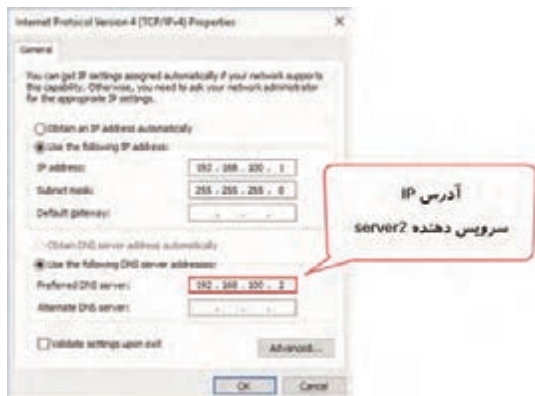 Internet Protocol Version 4 (TCP/IPv4) Properties
General
You can get IP settings assigned automatically if your network supports
this capability. Otherwise, you need to ask your network administrator
for the appropriate IP settings.
Obtain an IP address automatically
Use the following IP address:
IP address: 192 . 168 . 100 . 1
Subnet mask: 255 . 255 . 255 . 0
Default gateway: . . .
Obtain DNS server address automatically
Use the following DNS server addresses:
Preferred DNS server: 192 . 168 . 100 . 2
Alternate DNS server: . . .
Validate settings upon exit
Advanced...
OK Cancel
آدرس IP
سرویس دهنده server2